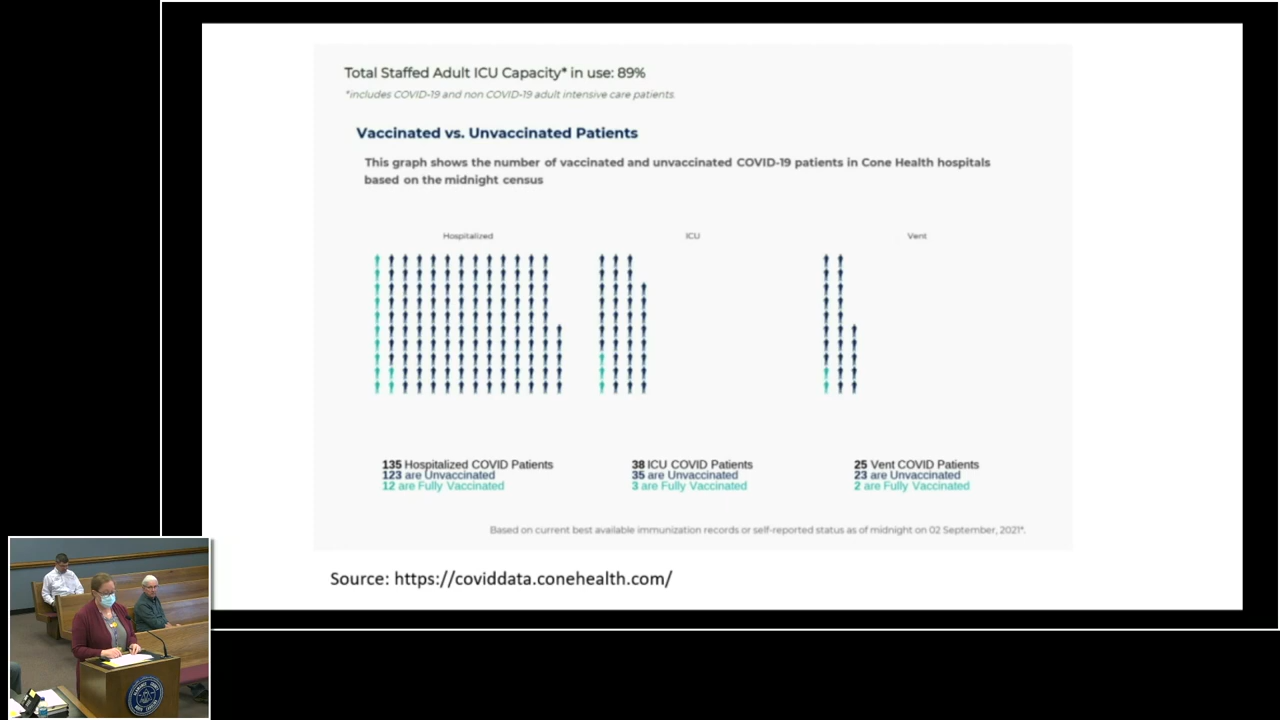 Total Staffed Adult ICU Capacity* in use: 89%
*includes COVID-19 and non COVID-19 adult intensive care patients
Vaccinated vs. Unvaccinated Patients
This graph shows the number of vaccinated and unvaccinated COVID-19 patients in Cone Health hospitals
based on the midnight census
Hospitalized
ICU
Vent
135 Hospitalized COVID Patients
123 are Unvaccinated
12 are Fully Vaccinated
38 ICU COVID Patients
35 are Unvaccinated
3 are Fully Vaccinated
25 Vent COVID Patients
23 are Unvaccinated
2 are Fully Vaccinated
Based on current best available immunization records or self-reported status as of midnight on 02 September, 2021*.
Source: https://coviddata.conehealth.com/